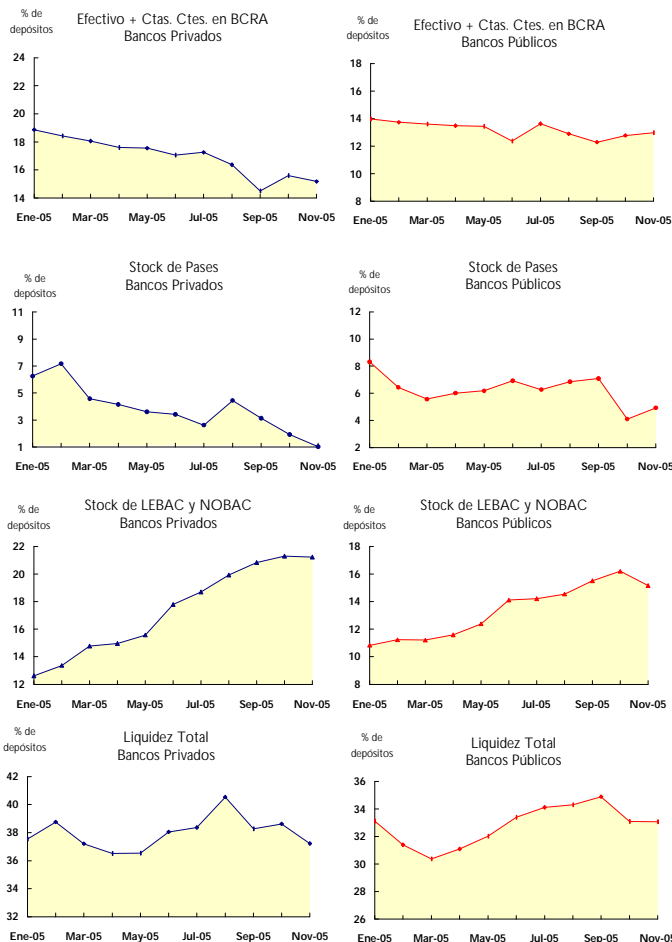 % de
depósitos
Efectivo + Ctas. Ctes. en BCRA
Bancos Privados
24
22
20
18
16
14
Ene-05 Mar-05 May-05 Jul-05 Sep-05 Nov-05
% de
depósitos
Efectivo + Ctas. Ctes. en BCRA
Bancos Públicos
18
16
14
12
10
8
Ene-05 Mar-05 May-05 Jul-05 Sep-05 Nov-05
% de
depósitos
Stock de Pases
Bancos Privados
11
9
7
5
3
1
Ene-05 Mar-05 May-05 Jul-05 Sep-05 Nov-05
% de
depósitos
Stock de Pases
Bancos Públicos
12
10
8
6
4
2
Ene-05 Mar-05 May-05 Jul-05 Sep-05 Nov-05
% de
depósitos
Stock de LEBAC y NOBAC
Bancos Privados
22
20
18
16
14
12
Ene-05 Mar-05 May-05 Jul-05 Sep-05 Nov-05
% de
depósitos
Stock de LEBAC y NOBAC
Bancos Públicos
18
16
14
12
10
8
Ene-05 Mar-05 May-05 Jul-05 Sep-05 Nov-05
% de
depósitos
Liquidez Total
Bancos Privados
42
40
38
36
34
32
Ene-05 Mar-05 May-05 Jul-05 Sep-05 Nov-05
% de
depósitos
Liquidez Total
Bancos Públicos
36
34
32
30
28
26
Ene-05 Mar-05 May-05 Jul-05 Sep-05 Nov-05